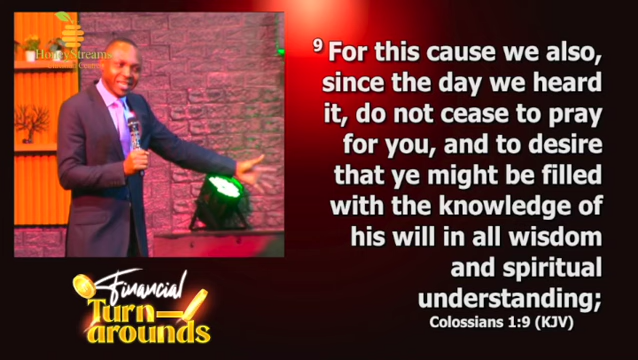 HoneyStreams
Financial
Turn-
arounds
9 For this cause we also,
since the day we heard
it, do not cease to pray
for you, and to desire
that ye might be filled
with the knowledge of
his will in all wisdom
and spiritual
understanding;
Colossians 1:9 (KJV)